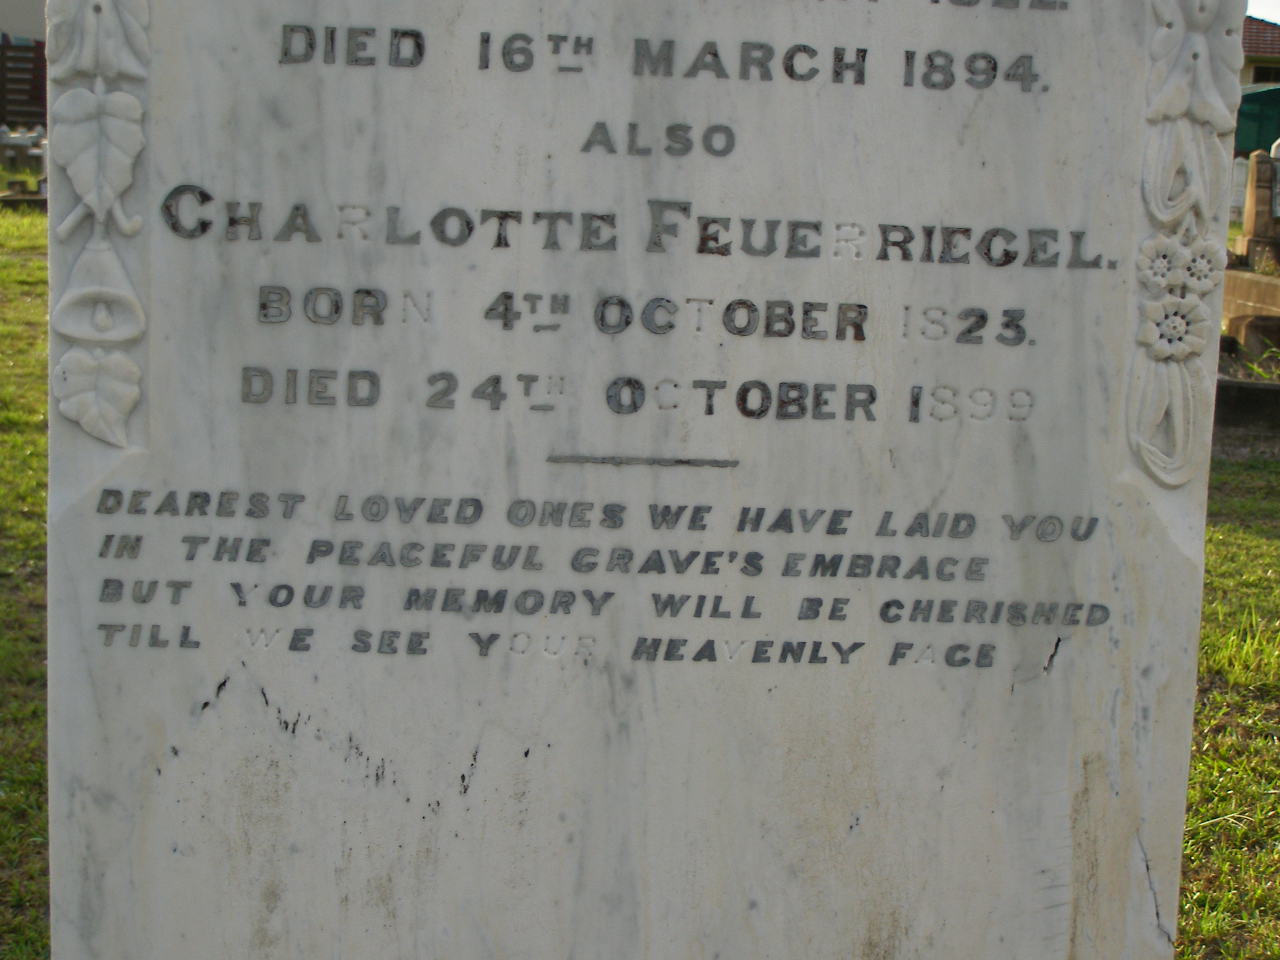 1822.
DIED 16TH MARCH 1894.
ALSO
CHARLOTTE FEUERRIEGEL.
BORN 4TH OCTOBER 1823.
DIED 24TH OCTOBER 1899
DEAREST LOVED ONES WE HAVE LAID YOU
IN THE PEACEFUL GRAVE'S EMBRACE
BUT YOUR MEMORY WILL BE CHERISHED
TILL WE SEE YOUR HEAVENLY FACE